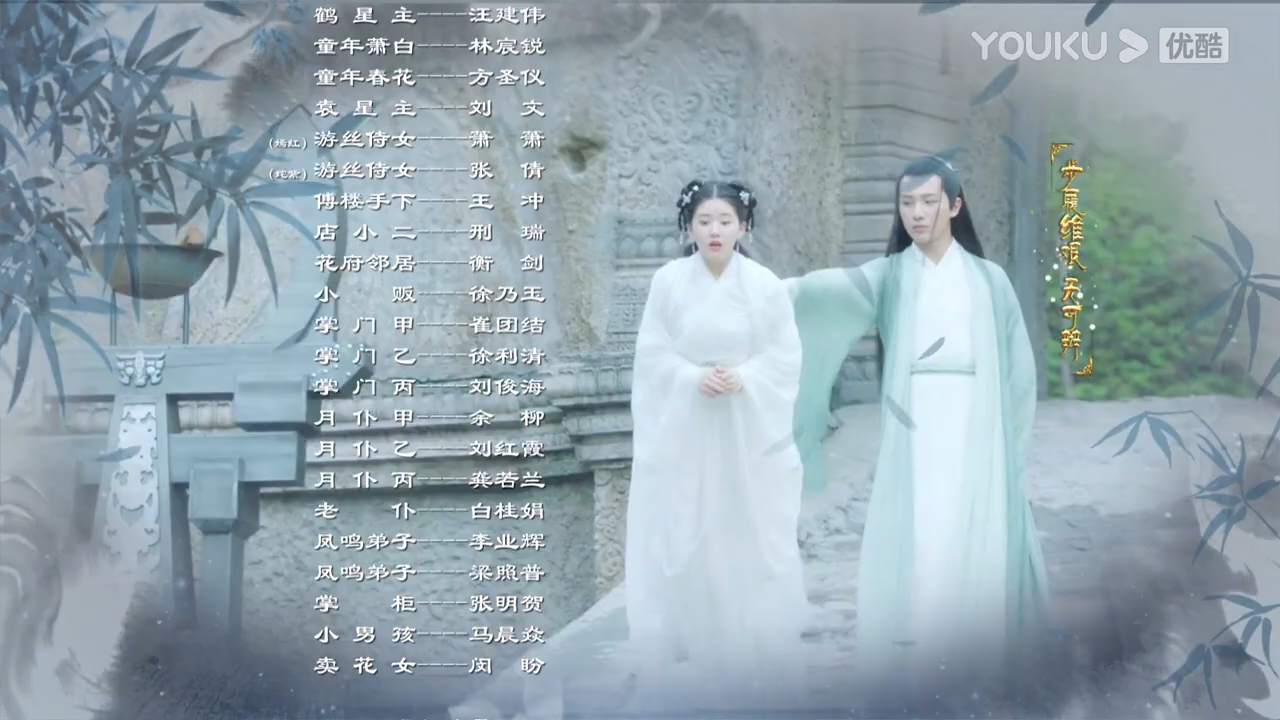 鹤星主----汪建伟
童年萧白----林宸锐
童年春花----方圣仪
袁星主----刘文
(嫣红)游丝侍女----萧萧
(姹紫)游丝侍女----张倩
傅楼手下----王冲
店小二----邢瑞
花府邻居----衡剑
小贩----徐乃玉
掌门甲----崔团结
掌门乙----徐利清
掌门丙----刘俊海
月仆甲----余柳
月仆乙----刘红霞
月仆丙----龚若兰
老仆----白桂娟
凤鸣弟子----李业辉
凤鸣弟子----梁照普
掌柜----张明贺
小男孩----马晨焱
卖花女----闵盼
YOUKU 优酷
步履维艰 无可辨